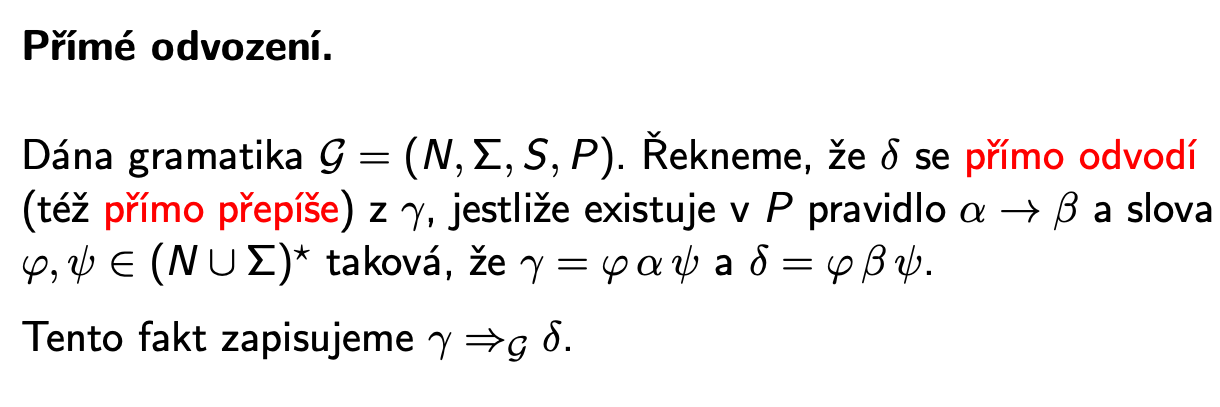 Přímé odvození.
Dána gramatika 𝒢 = (N, Σ, S, P). Řekneme, že δ se přímo odvodí
(též přímo přepíše) z γ, jestliže existuje v P pravidlo α → β a slova
φ, ψ ∈ (N ∪ Σ)⋆ taková, že γ = φ α ψ a δ = φ β ψ.
Tento fakt zapisujeme γ ⇒𝒢 δ.